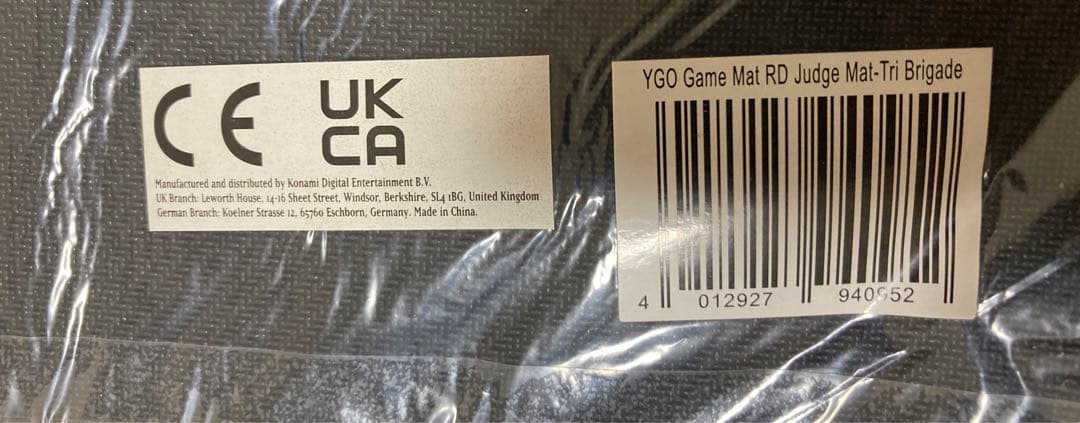 CE UK
CA
Manufactured and distributed by Konami Digital Entertainment B.V.
UK Branch: Leworth House, 14-16 Sheet Street, Windsor, Berkshire, SL4 1BG, United Kingdom
German Branch: Koelner Strasse 12, 65760 Eschborn, Germany. Made in China.
YGO Game Mat RD Judge Mat-Tri Brigade
4 012927 940952